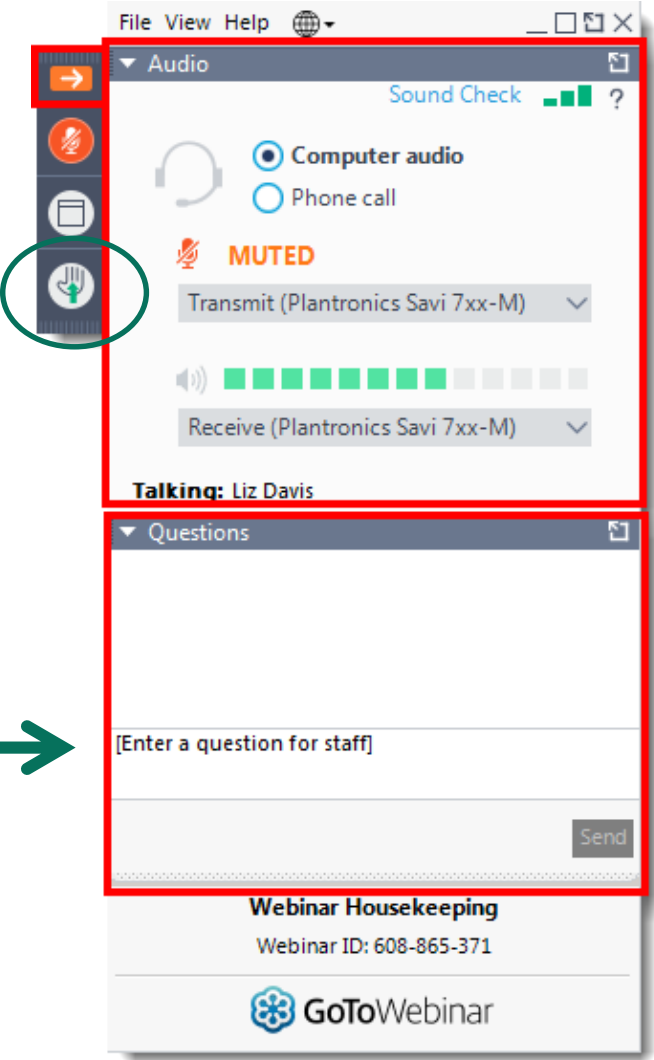 File View Help
Audio
Sound Check ?
Computer audio
Phone call
MUTED
Transmit (Plantronics Savi 7xx-M)
Receive (Plantronics Savi 7xx-M)
Talking: Liz Davis
Questions
[Enter a question for staff]
Send
Webinar Housekeeping
Webinar ID: 608-865-371
GoToWebinar